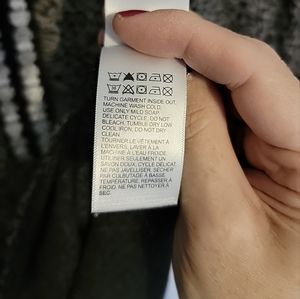 TURN GARMENT INSIDE OUT,
MACHINE WASH COLD.
USE ONLY MILD SOAP.
DELICATE CYCLE. DO NOT
BLEACH. TUMBLE DRY LOW.
COOL IRON. DO NOT DRY
CLEAN.
RETOURNER LE VÊTEMENT À
L'ENVERS, LAVER À LA
MACHINE À L'EAU FROIDE.
UTILISER SEULEMENT UN
SAVON DOUX. CYCLE DÉLICAT.
NE PAS JAVELLISER. SÉCHER
PAR CULBUTAGE À BASSE
TEMPÉRATURE. REPASSER À
FROID. NE PAS NETTOYER À
SEC.